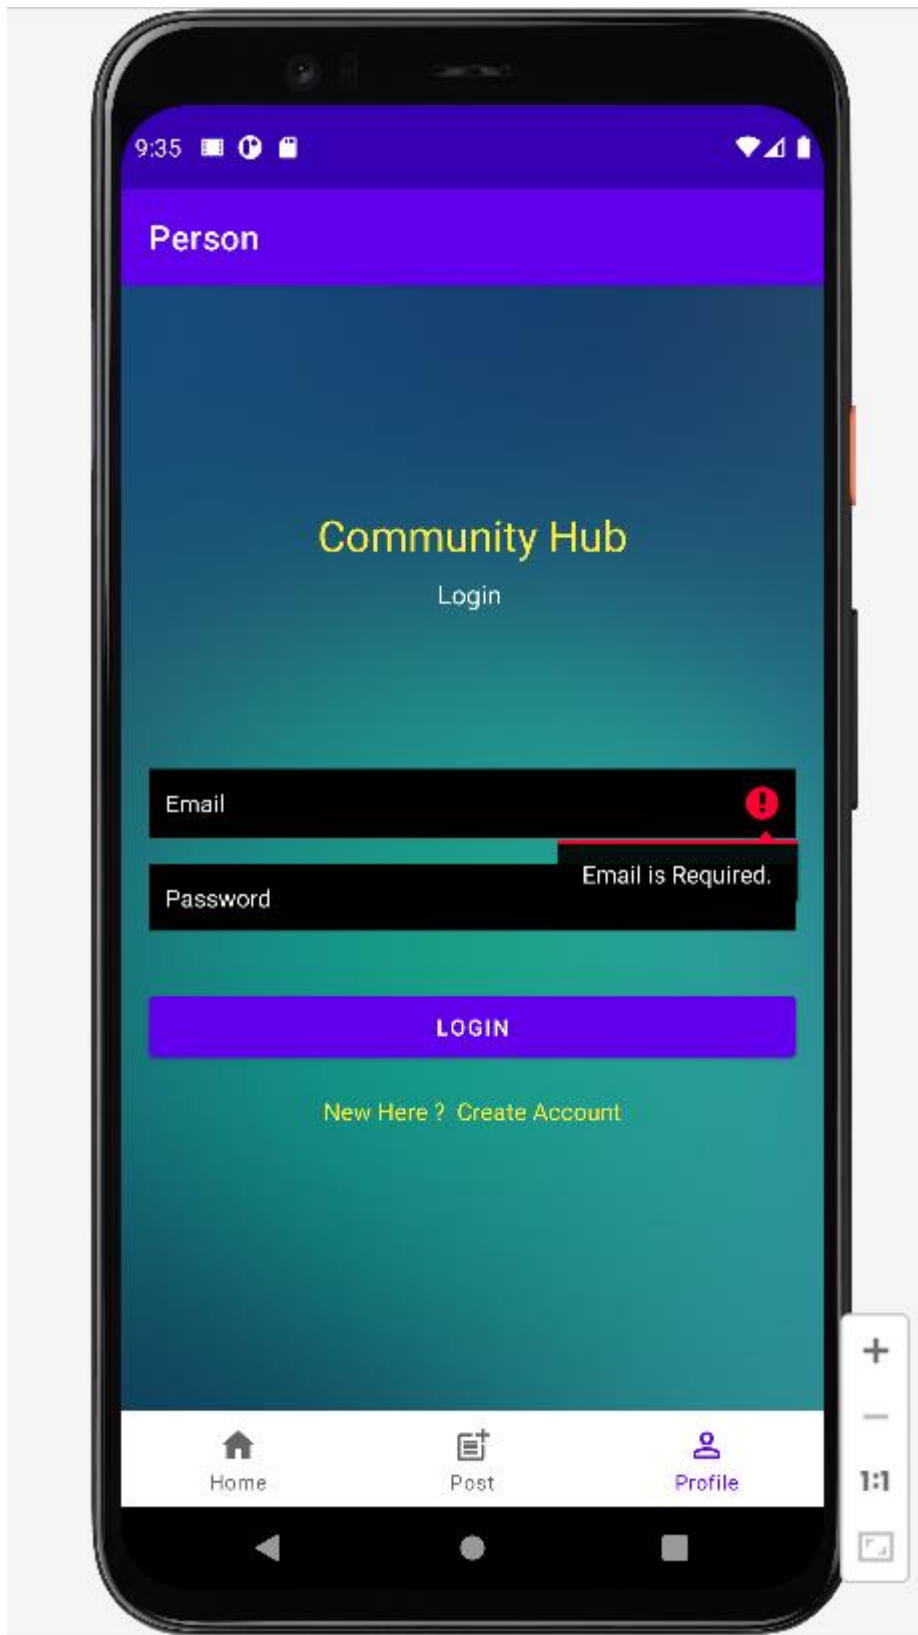 9:35
Person
Community Hub
Login
Email
Email is Required.
Password
LOGIN
New Here ? Create Account
Home
Post
Profile
1:1